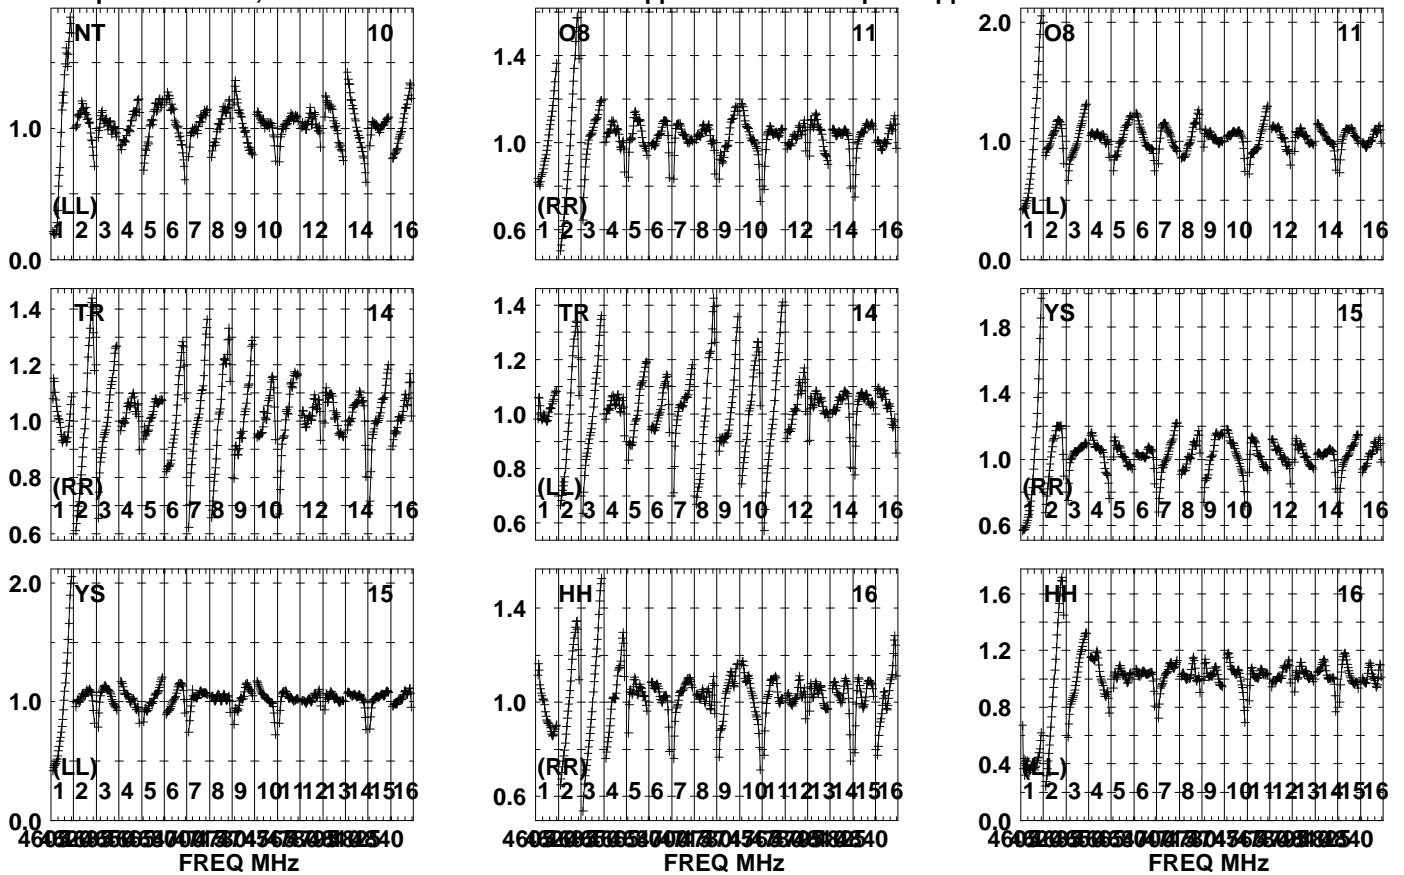 NT 10
1.0
(LL)
1 2 3 4 5 6 7 8 9 10 12 14 16
0.0
O8 11
1.4
1.0
(RR)
0.6
1 2 3 4 5 6 7 8 9 10 12 14 16
2.0
O8 11
1.0
(LL)
1 2 3 4 5 6 7 8 9 10 12 14 16
0.0
1.4
TR 14
1.2
1.0
0.8
(RR)
1 2 3 4 5 6 7 8 9 10 12 14 16
0.6
1.4
TR 14
1.2
1.0
0.8
(LL)
1 2 3 4 5 6 7 8 9 10 12 14 16
0.6
YS 15
1.8
1.4
1.0
(RR)
1 2 3 4 5 6 7 8 9 10 12 14 16
0.6
2.0
YS 15
1.0
(LL)
1 2 3 4 5 6 7 8 9 10 11 12 13 14 15 16
0.0
FREQ MHz
HH 16
1.4
1.0
(RR)
1 2 3 4 5 6 7 8 9 10 11 12 13 14 15 16
0.6
FREQ MHz
1.6
HH 16
1.2
0.8
0.4
(LL)
1 2 3 4 5 6 7 8 9 10 11 12 13 14 15 16
0.0
FREQ MHz